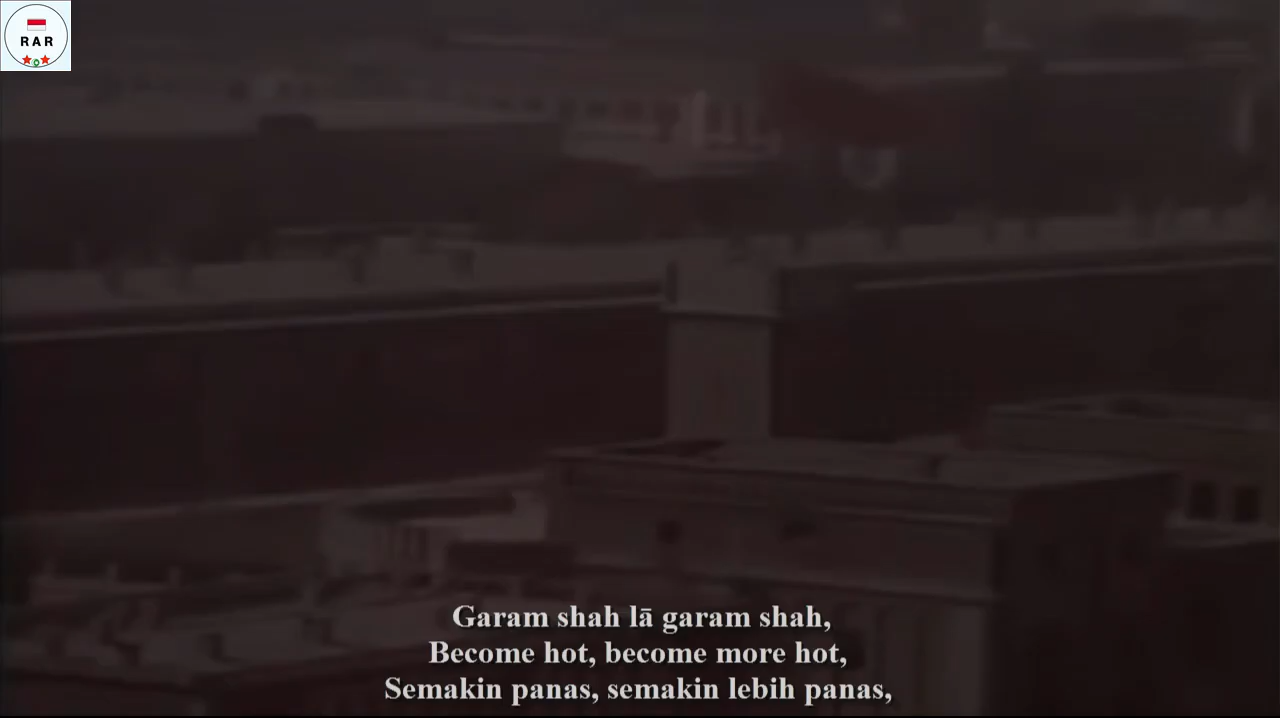 RAR
Garam shah lā garam shah,
Become hot, become more hot,
Semakin panas, semakin lebih panas,